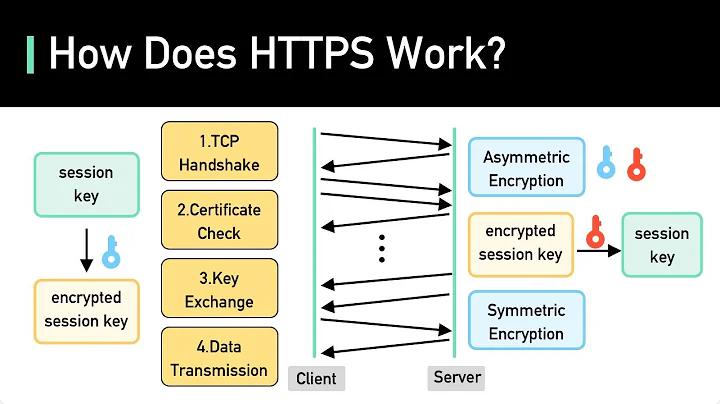 How Does HTTPS Work?
session
key
encrypted
session key
1.TCP
Handshake
2.Certificate
Check
3.Key
Exchange
4.Data
Transmission
Client
Server
Asymmetric
Encryption
encrypted
session key
session
key
Symmetric
Encryption